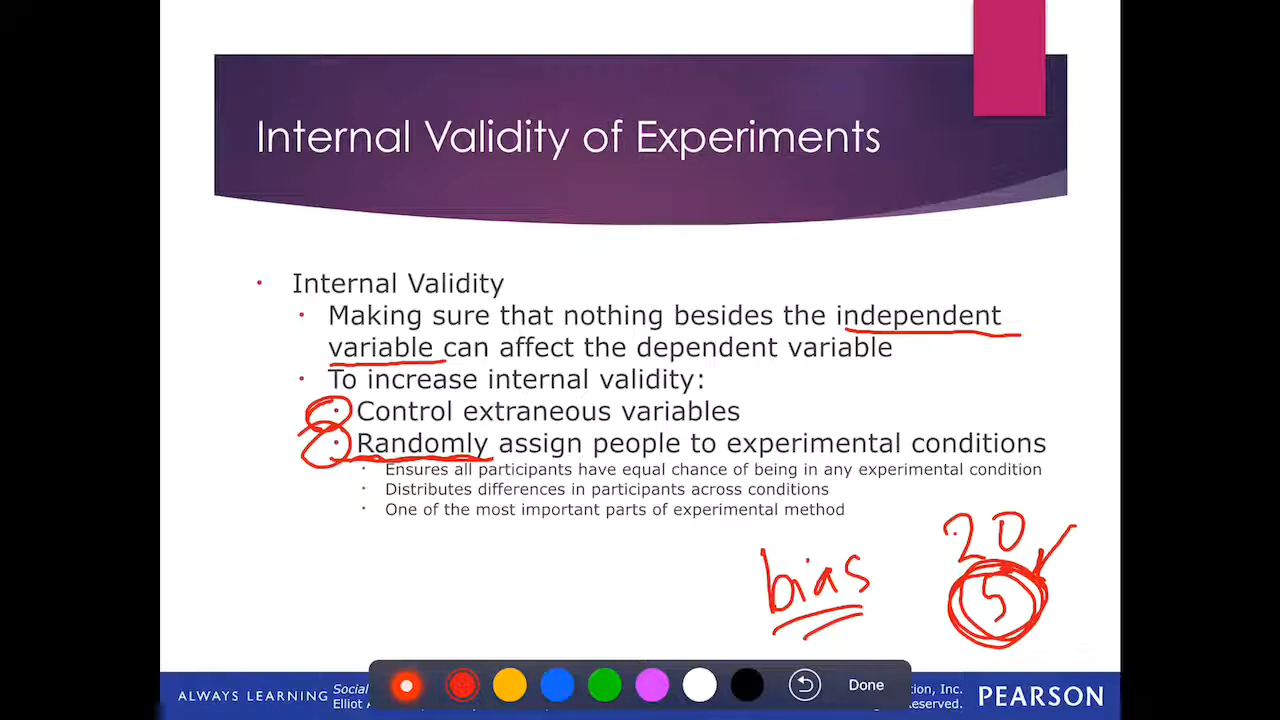 Internal Validity of Experiments
• Internal Validity
• Making sure that nothing besides the independent
variable can affect the dependent variable
• To increase internal validity:
• Control extraneous variables
• Randomly assign people to experimental conditions
• Ensures all participants have equal chance of being in any experimental condition
• Distributes differences in participants across conditions
• One of the most important parts of experimental method
20
bias
5
Done
ALWAYS LEARNING
Social
Elliot A
tion, Inc.
Reserved.
PEARSON